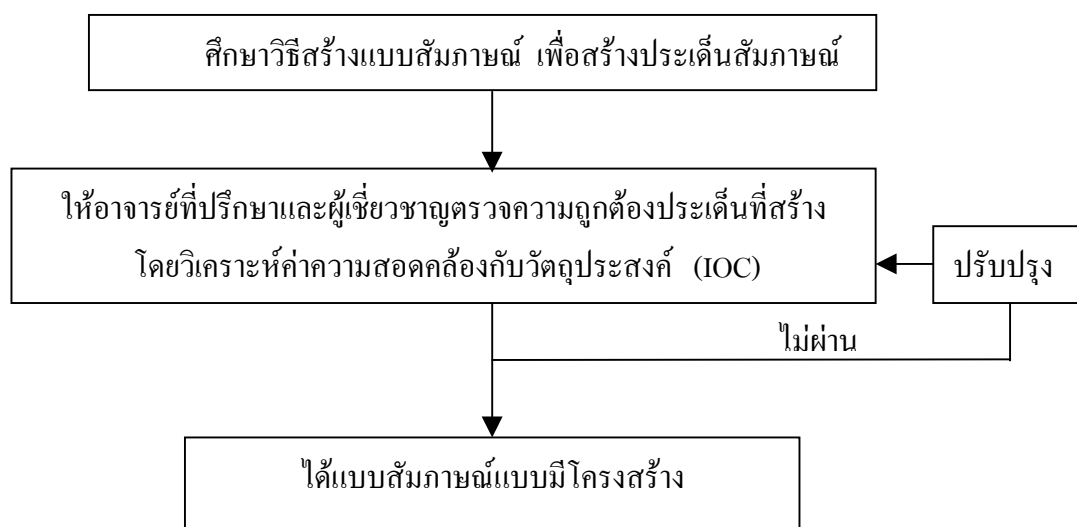 ศึกษาวิธีสร้างแบบสัมภาษณ์ เพื่อสร้างประเด็นสัมภาษณ์
ให้อาจารย์ที่ปรึกษาและผู้เชี่ยวชาญตรวจความถูกต้องประเด็นที่สร้าง
โดยวิเคราะห์ค่าความสอดคล้องกับวัตถุประสงค์ (IOC)
ปรับปรุง
ไม่ผ่าน
ได้แบบสัมภาษณ์แบบมีโครงสร้าง